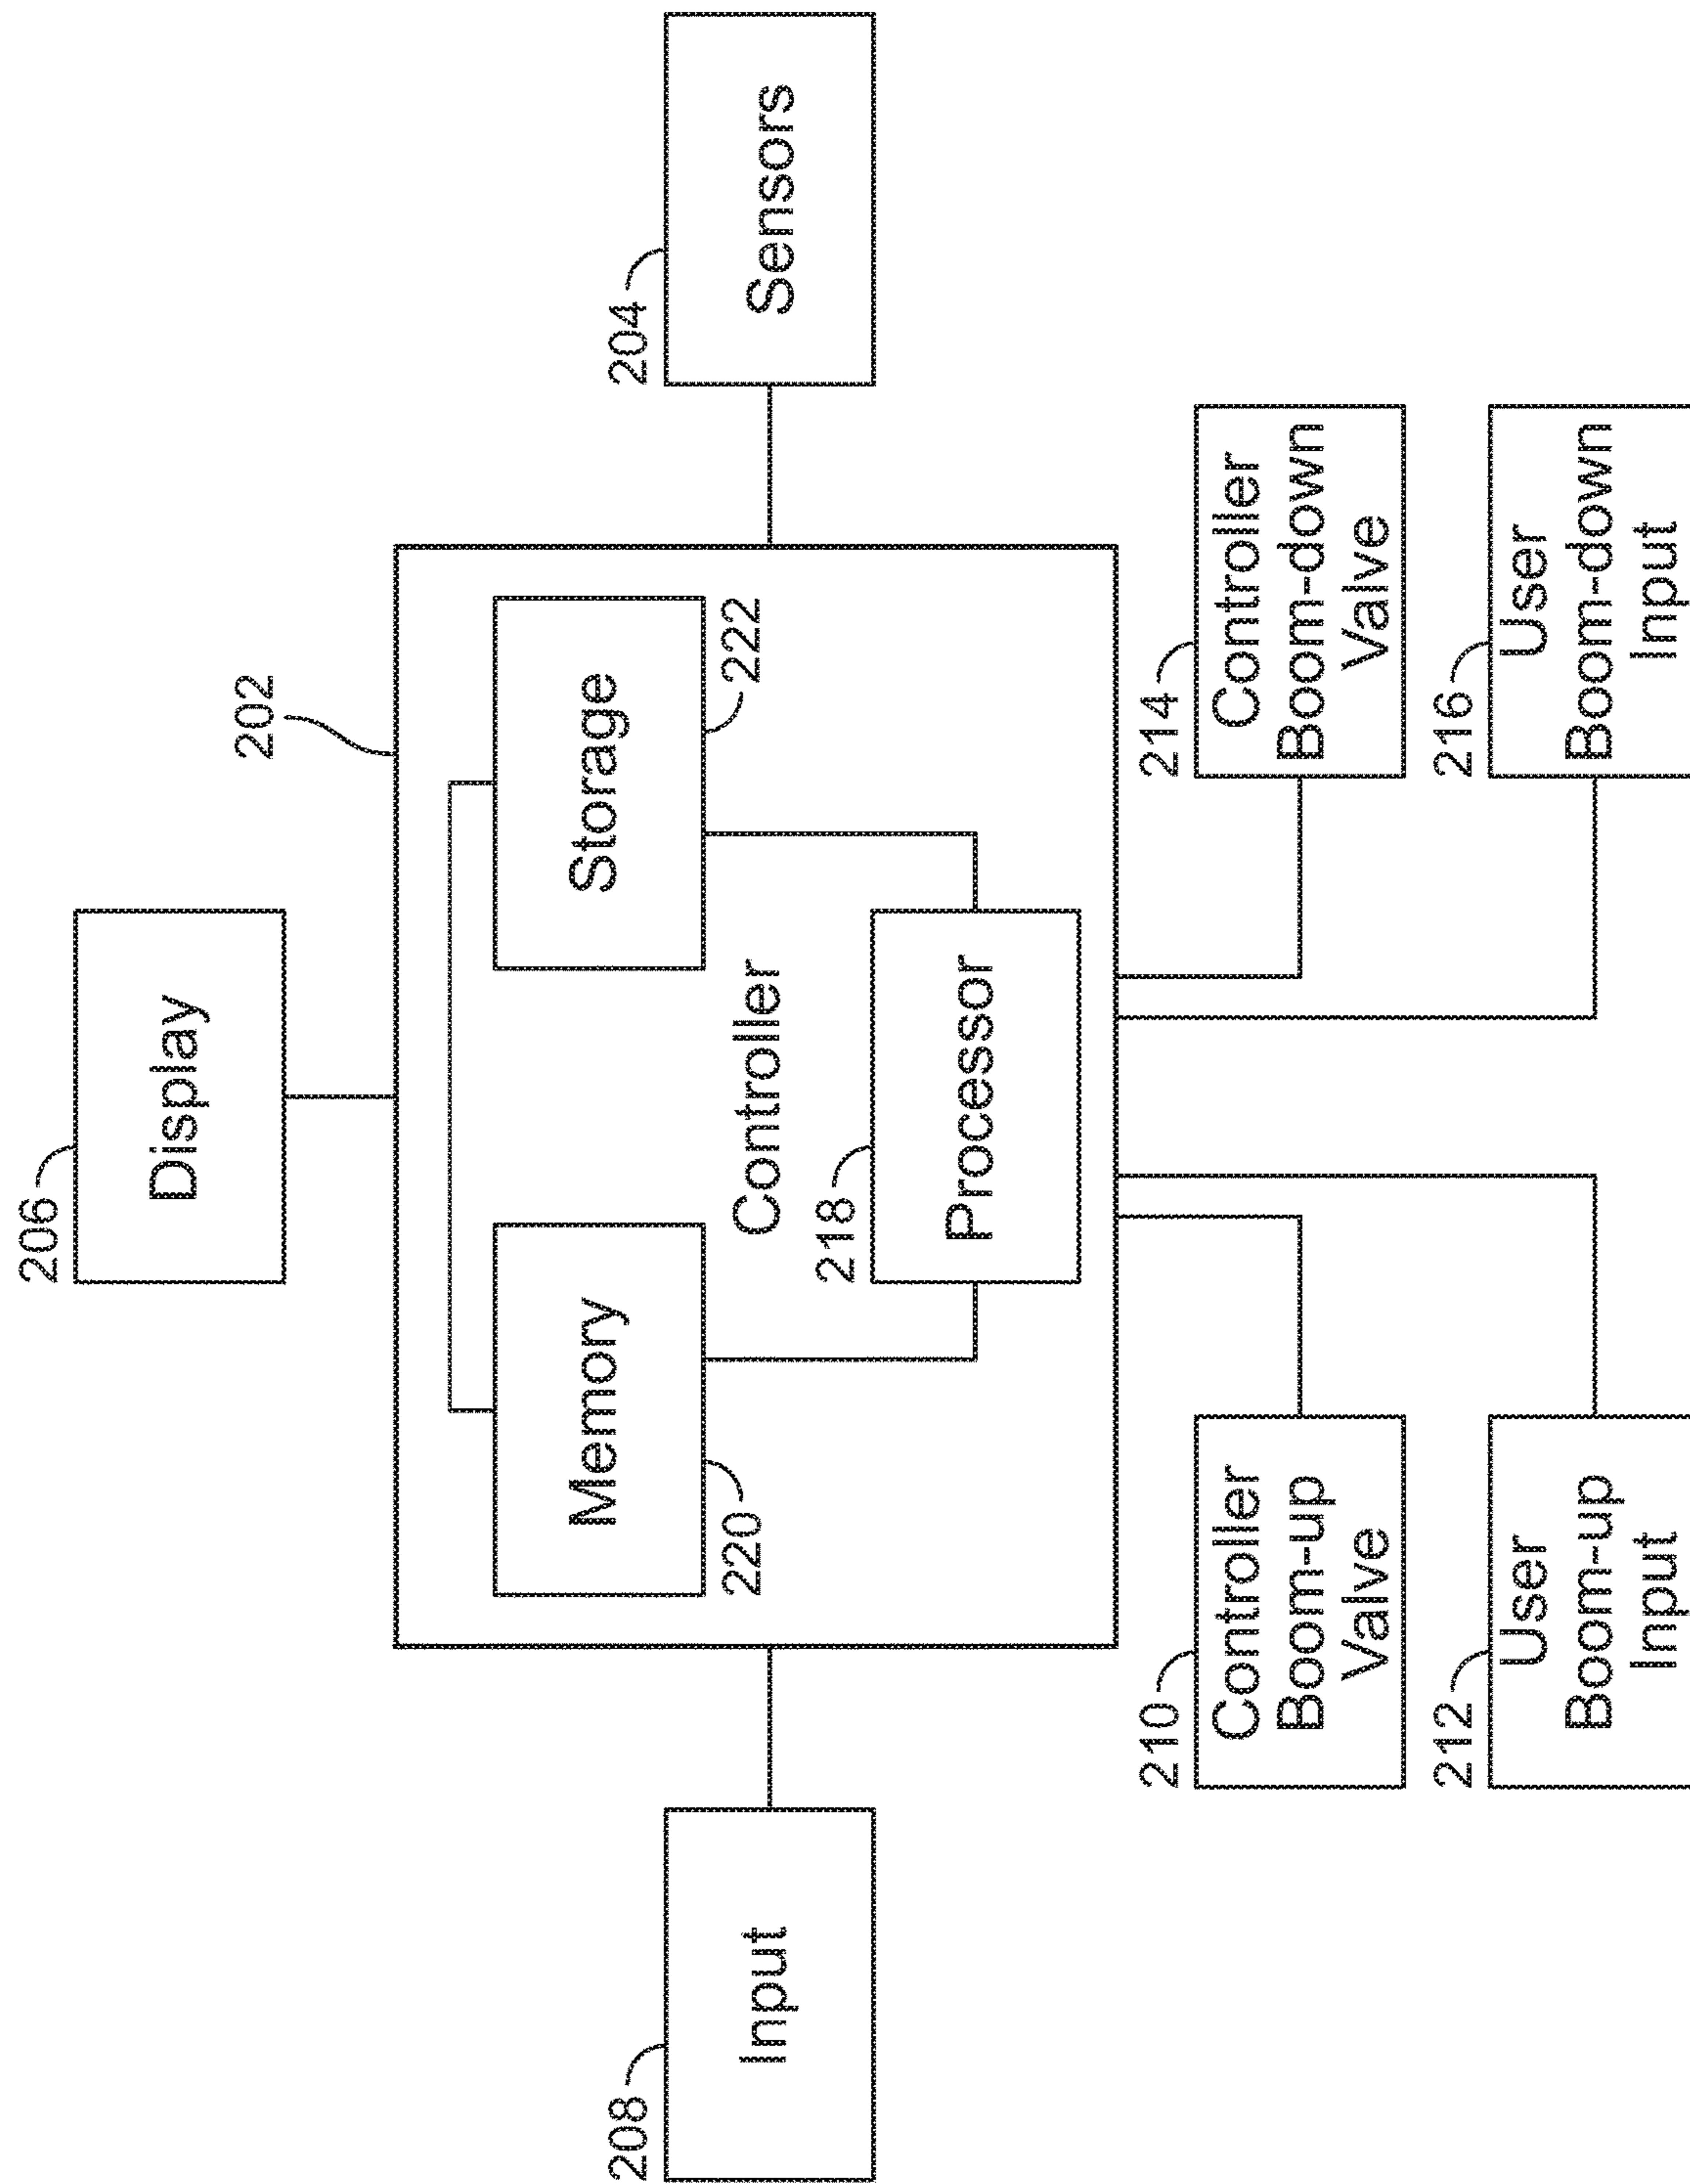 206
Display
202
Memory
220
Storage
222
Controller
218
Processor
208
Input
204
Sensors
210
Controller
Boom-up
Valve
214
Controller
Boom-down
Valve
212
User
Boom-up
Input
216
User
Boom-down
Input